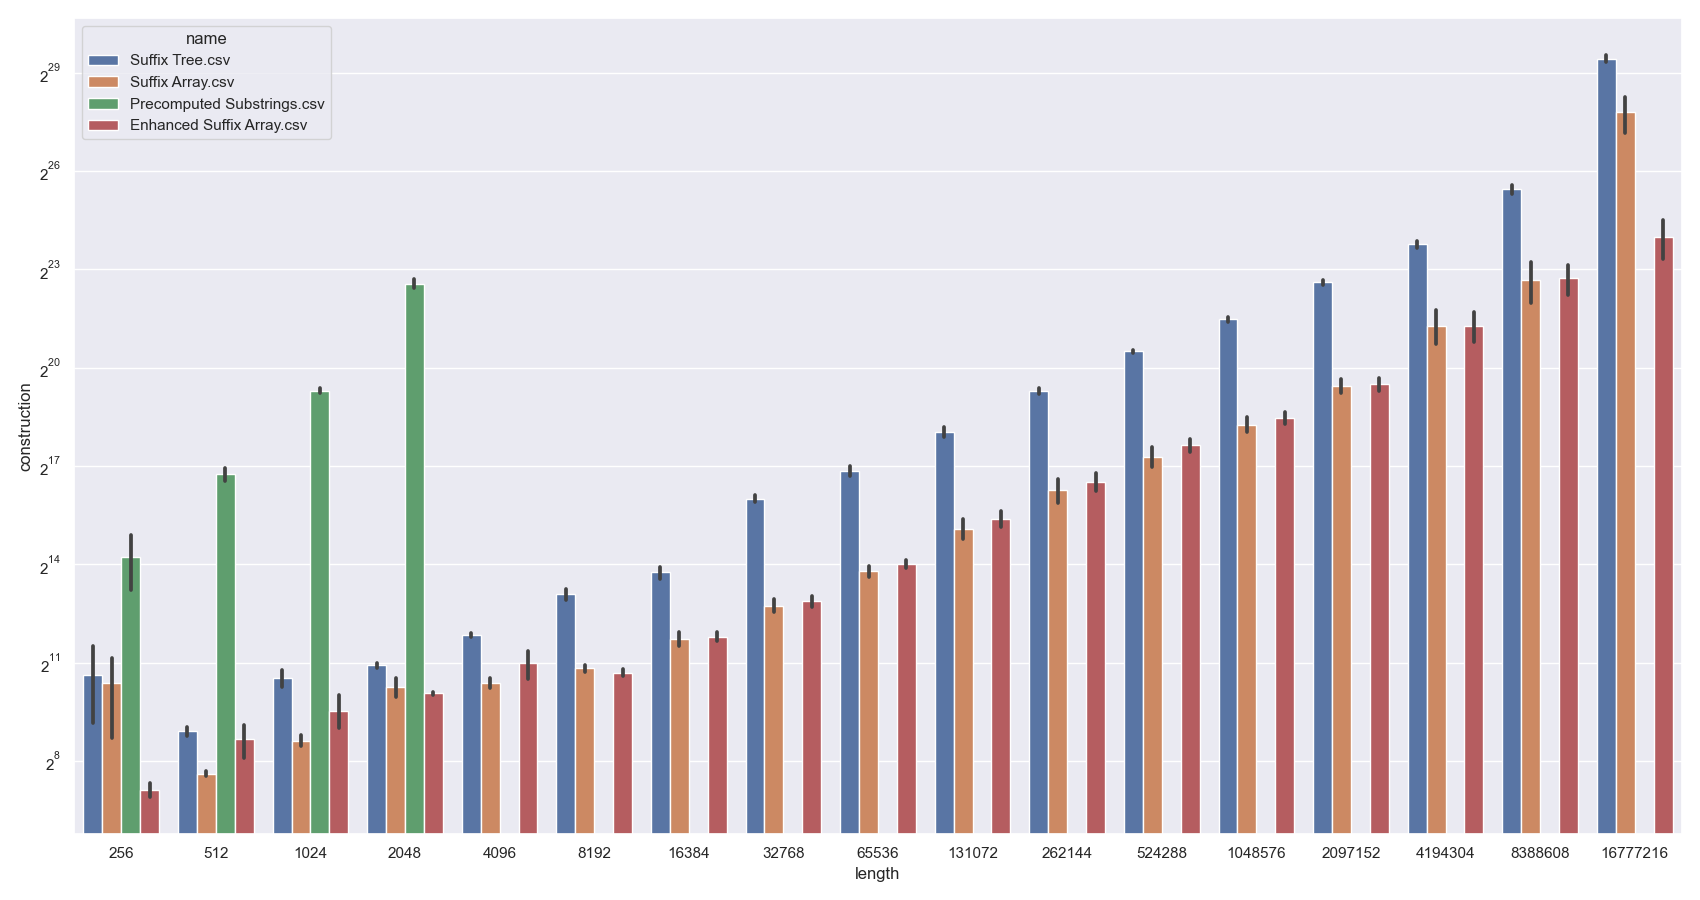 name
Suffix Tree.csv
Suffix Array.csv
Precomputed Substrings.csv
Enhanced Suffix Array.csv
2^29
2^26
2^23
2^20
2^17
2^14
2^11
2^8
construction
256 512 1024 2048 4096 8192 16384 32768 65536 131072 262144 524288 1048576 2097152 4194304 8388608 16777216
length